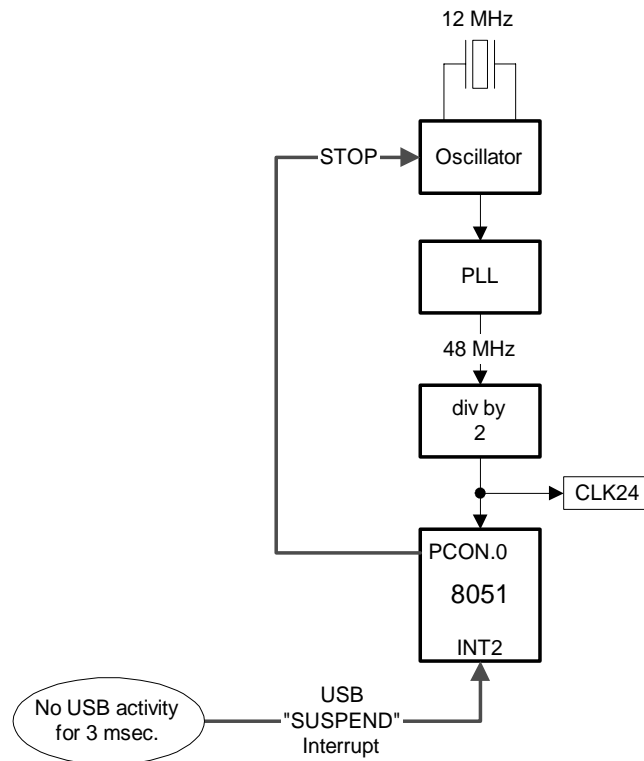 12 MHz
STOP
Oscillator
PLL
48 MHz
div by
2
CLK24
PCON.0
8051
INT2
No USB activity
for 3 msec.
USB
"SUSPEND"
Interrupt